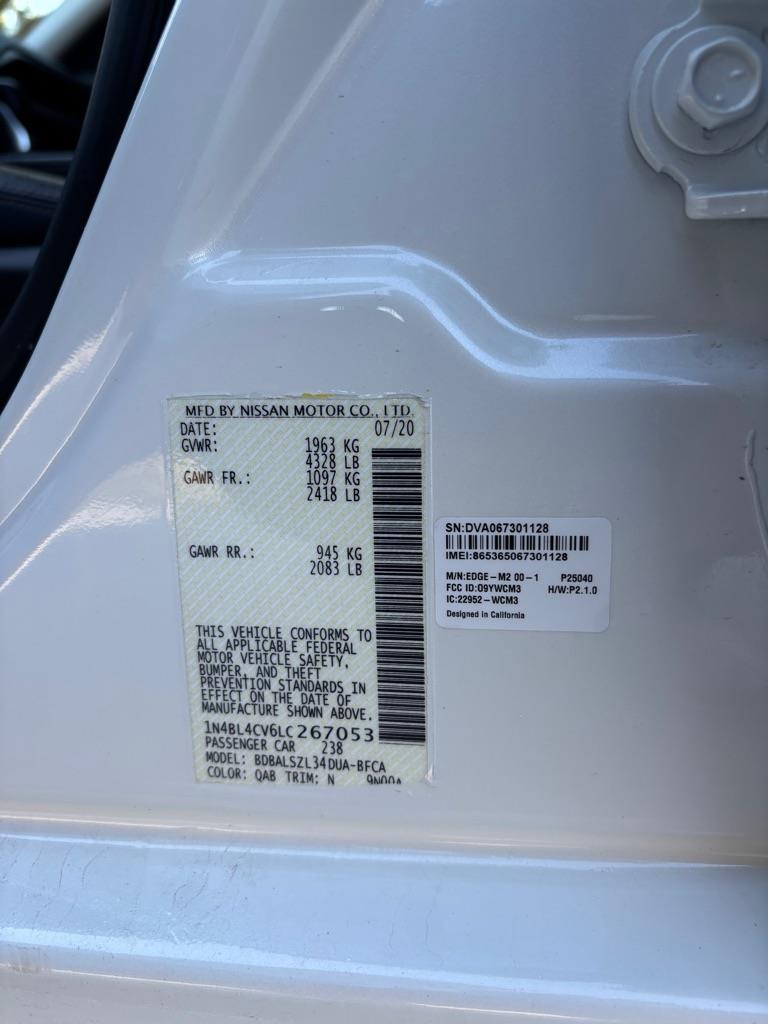 MFD BY NISSAN MOTOR CO., LTD.
DATE: 07/20
GVWR: 1963 KG
4328 LB
GAWR FR.: 1097 KG
2418 LB
GAWR RR.: 945 KG
2083 LB
THIS VEHICLE CONFORMS TO
ALL APPLICABLE FEDERAL
MOTOR VEHICLE SAFETY,
BUMPER, AND THEFT
PREVENTION STANDARDS IN
EFFECT ON THE DATE OF
MANUFACTURE SHOWN ABOVE.
1N4BL4CV6LC267053
PASSENGER CAR 238
MODEL: BDBALSZL34DUA-BFCA
COLOR: QAB TRIM: N 9N00A
SN:DVA067301128
IMEI:865365067301128
M/N:EDGE-M2 00-1 P25040
FCC ID:O9YWCM3 H/W:P2.1.0
IC:22952-WCM3
Designed in California